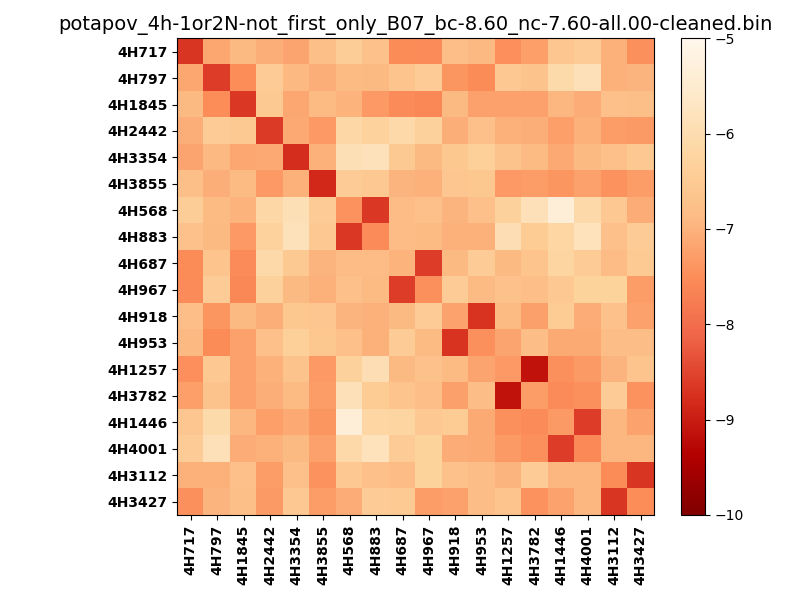 potapov_4h-1or2N-not_first_only_B07_bc-8.60_nc-7.60-all.00-cleaned.bin
4H717
4H797
4H1845
4H2442
4H3354
4H3855
4H568
4H883
4H687
4H967
4H918
4H953
4H1257
4H3782
4H1446
4H4001
4H3112
4H3427
4H717 4H797 4H1845 4H2442 4H3354 4H3855 4H568 4H883 4H687 4H967 4H918 4H953 4H1257 4H3782 4H1446 4H4001 4H3112 4H3427
−5
−6
−7
−8
−9
−10